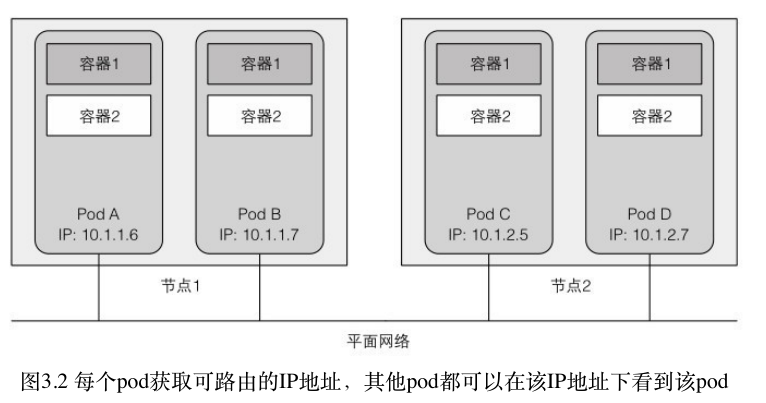 容器1
容器2
Pod A
IP: 10.1.1.6
容器1
容器2
Pod B
IP: 10.1.1.7
容器1
容器2
Pod C
IP: 10.1.2.5
容器1
容器2
Pod D
IP: 10.1.2.7
节点1
节点2
平面网络
图3.2 每个pod获取可路由的IP地址，其他pod都可以在该IP地址下看到该pod